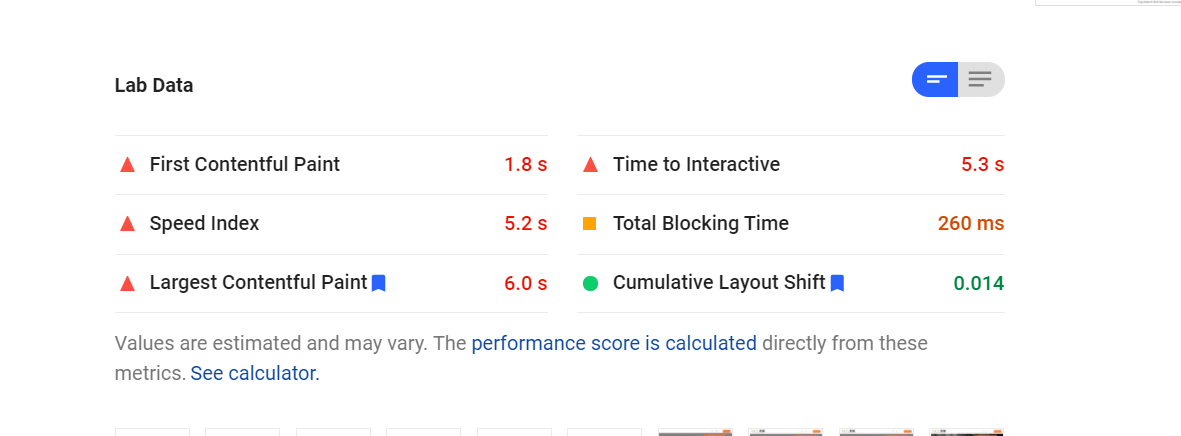 Lab Data
First Contentful Paint 1.8 s
Time to Interactive 5.3 s
Speed Index 5.2 s
Total Blocking Time 260 ms
Largest Contentful Paint 6.0 s
Cumulative Layout Shift 0.014
Values are estimated and may vary. The performance score is calculated directly from these
metrics. See calculator.